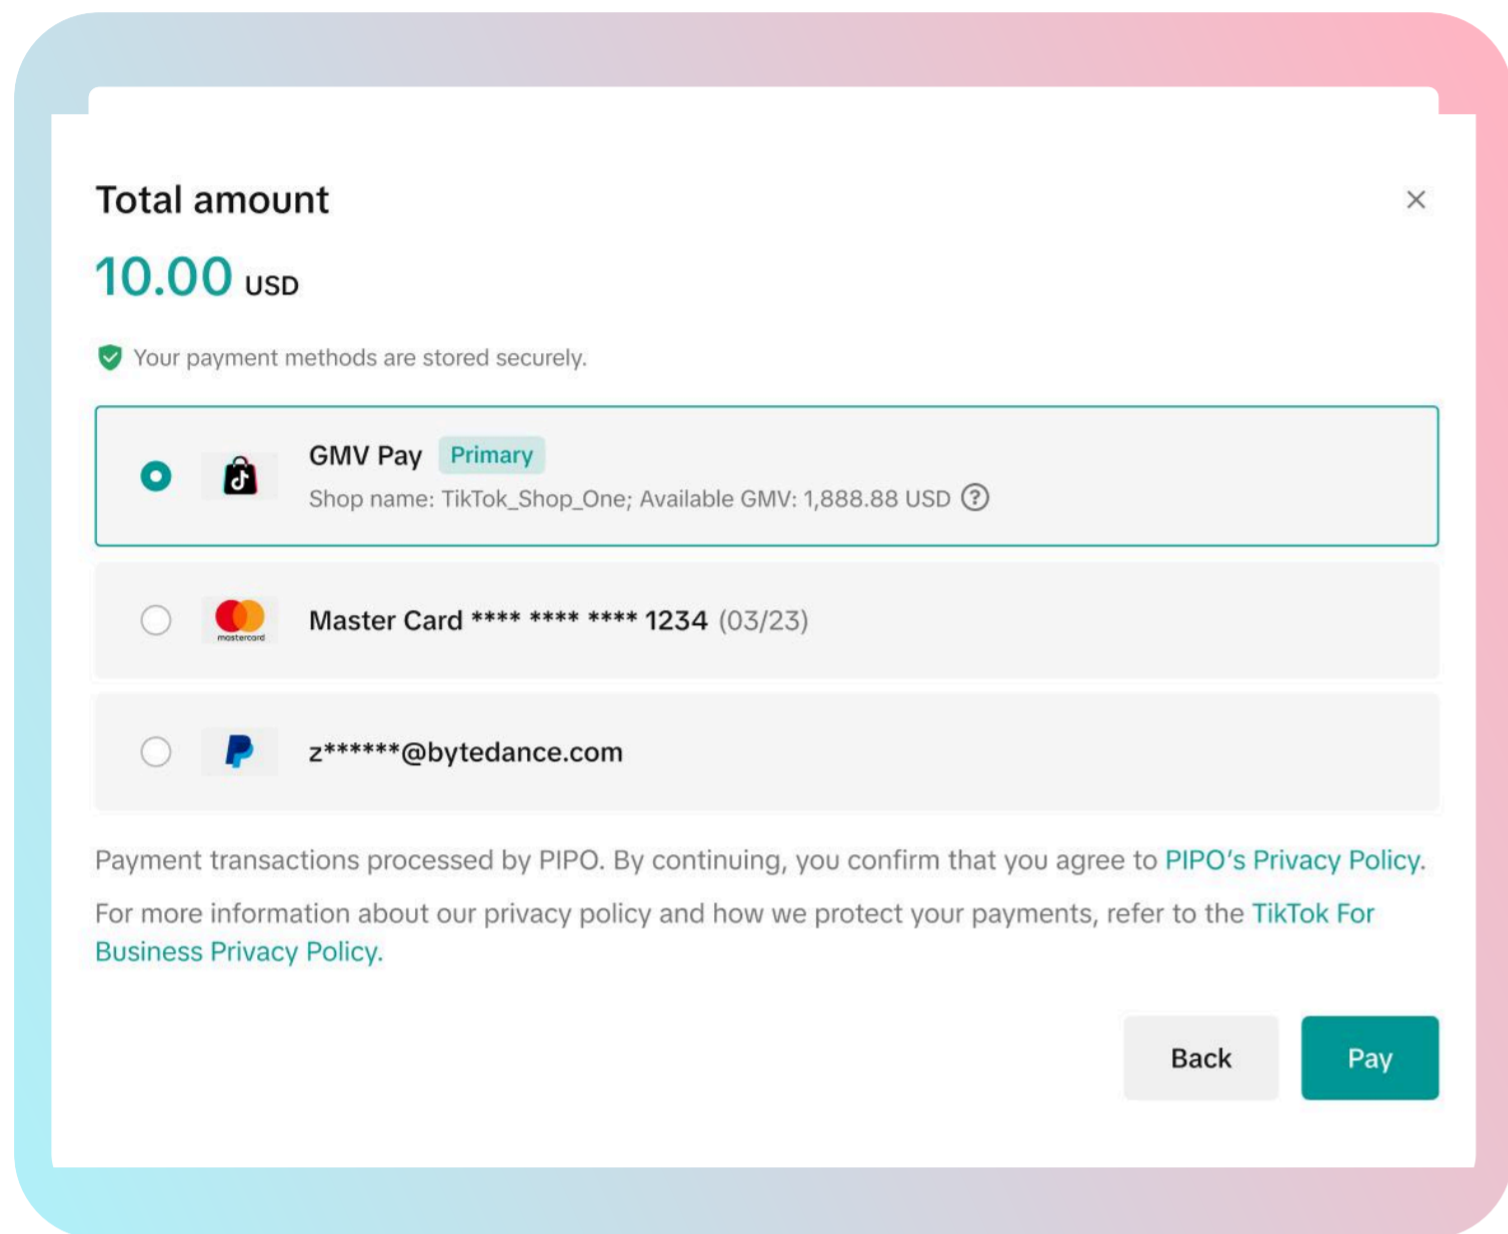 Total amount
10.00 USD
Your payment methods are stored securely.
GMV Pay Primary
Shop name: TikTok_Shop_One; Available GMV: 1,888.88 USD ?
mastercard
Master Card **** **** **** 1234 (03/23)
z******@bytedance.com
Payment transactions processed by PIPO. By continuing, you confirm that you agree to PIPO's Privacy Policy.
For more information about our privacy policy and how we protect your payments, refer to the TikTok For
Business Privacy Policy.
Back Pay